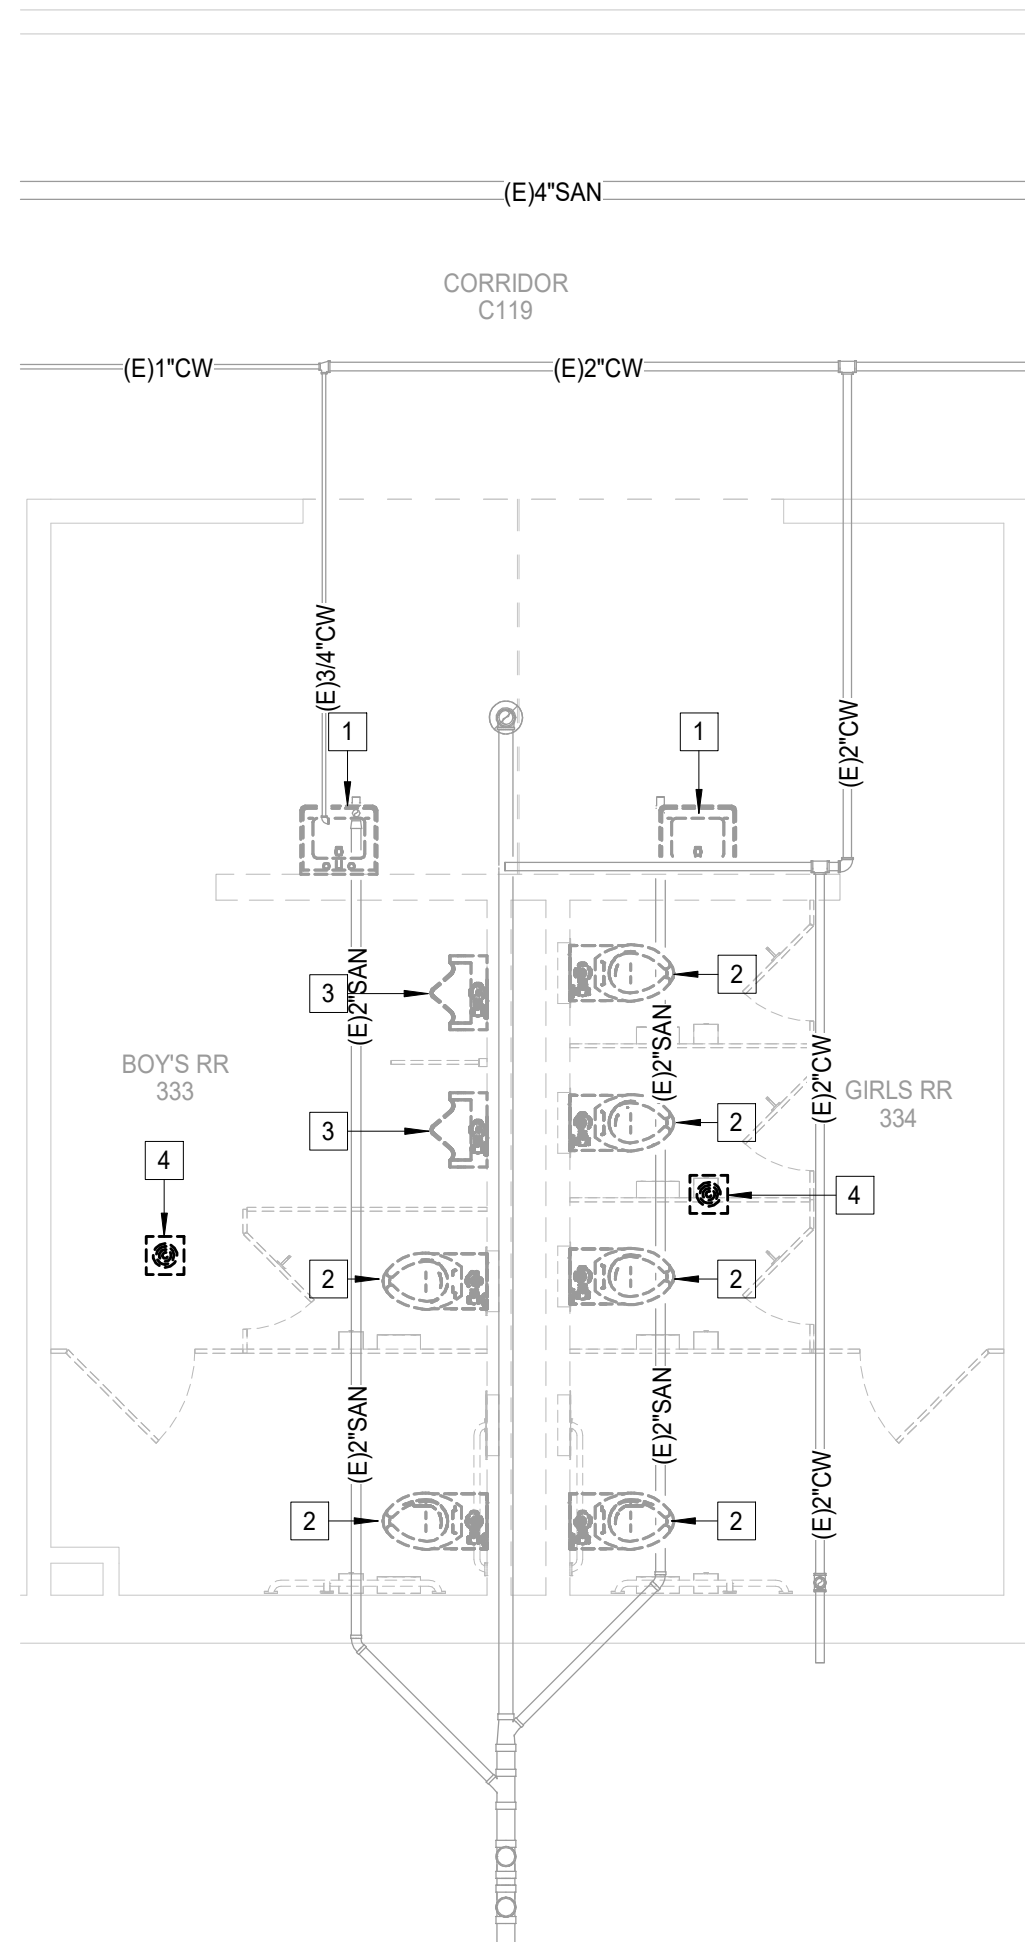 (E)4"SAN
CORRIDOR
C119
(E)1"CW
(E)2"CW
(E)3/4"CW
(E)2"CW
1
1
2
3
(E)2"SAN
(E)2"SAN
(E)2"CW
BOY'S RR
333
GIRLS RR
334
3
2
4
4
2
2
(E)2"SAN
(E)2"SAN
(E)2"CW
2
2